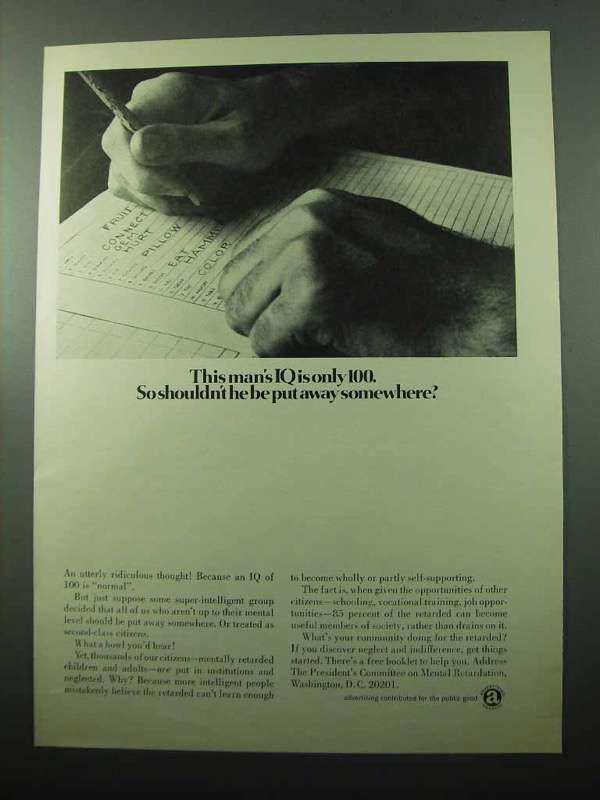 FRUIT
CONNECT
GEM
HURT
PILLOW
EAT
HAMM
COLOR
This man's IQ is only 100.
So shouldn't he be put away somewhere?
An utterly ridiculous thought! Because an IQ of
100 is "normal".
But just suppose some super-intelligent group
decided that all of us who aren't up to their mental
level should be put away somewhere. Or treated as
second-class citizens.
What a howl you'd hear!
Yet, thousands of our citizens—mentally retarded
children and adults—are put in institutions and
neglected. Why? Because more intelligent people
mistakenly believe the retarded can't learn enough
to become wholly or partly self-supporting.
The fact is, when given the opportunities of other
citizens—schooling, vocational training, job oppor-
tunities—85 percent of the retarded can become
useful members of society, rather than drains on it.
What's your community doing for the retarded?
If you discover neglect and indifference, get things
started. There's a free booklet to help you. Address
The President's Committee on Mental Retardation,
Washington, D.C. 20201.
advertising contributed for the public good
a